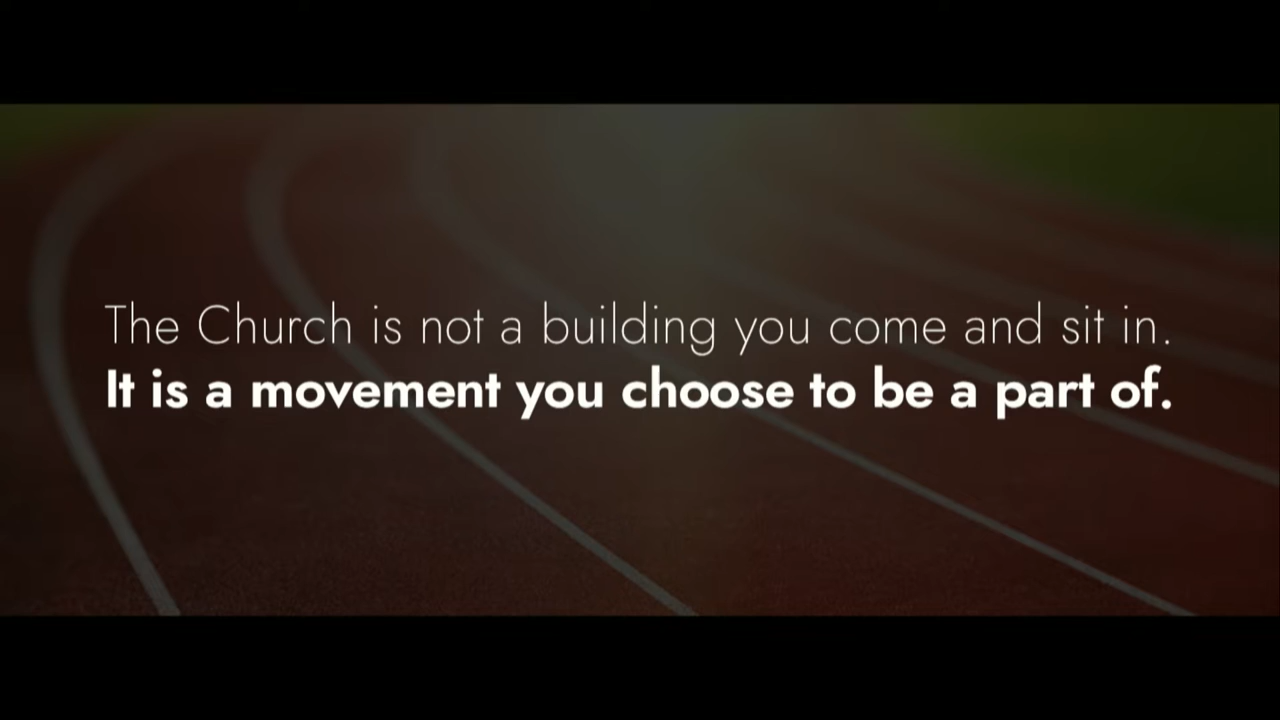 The Church is not a building you come and sit in.
It is a movement you choose to be a part of.